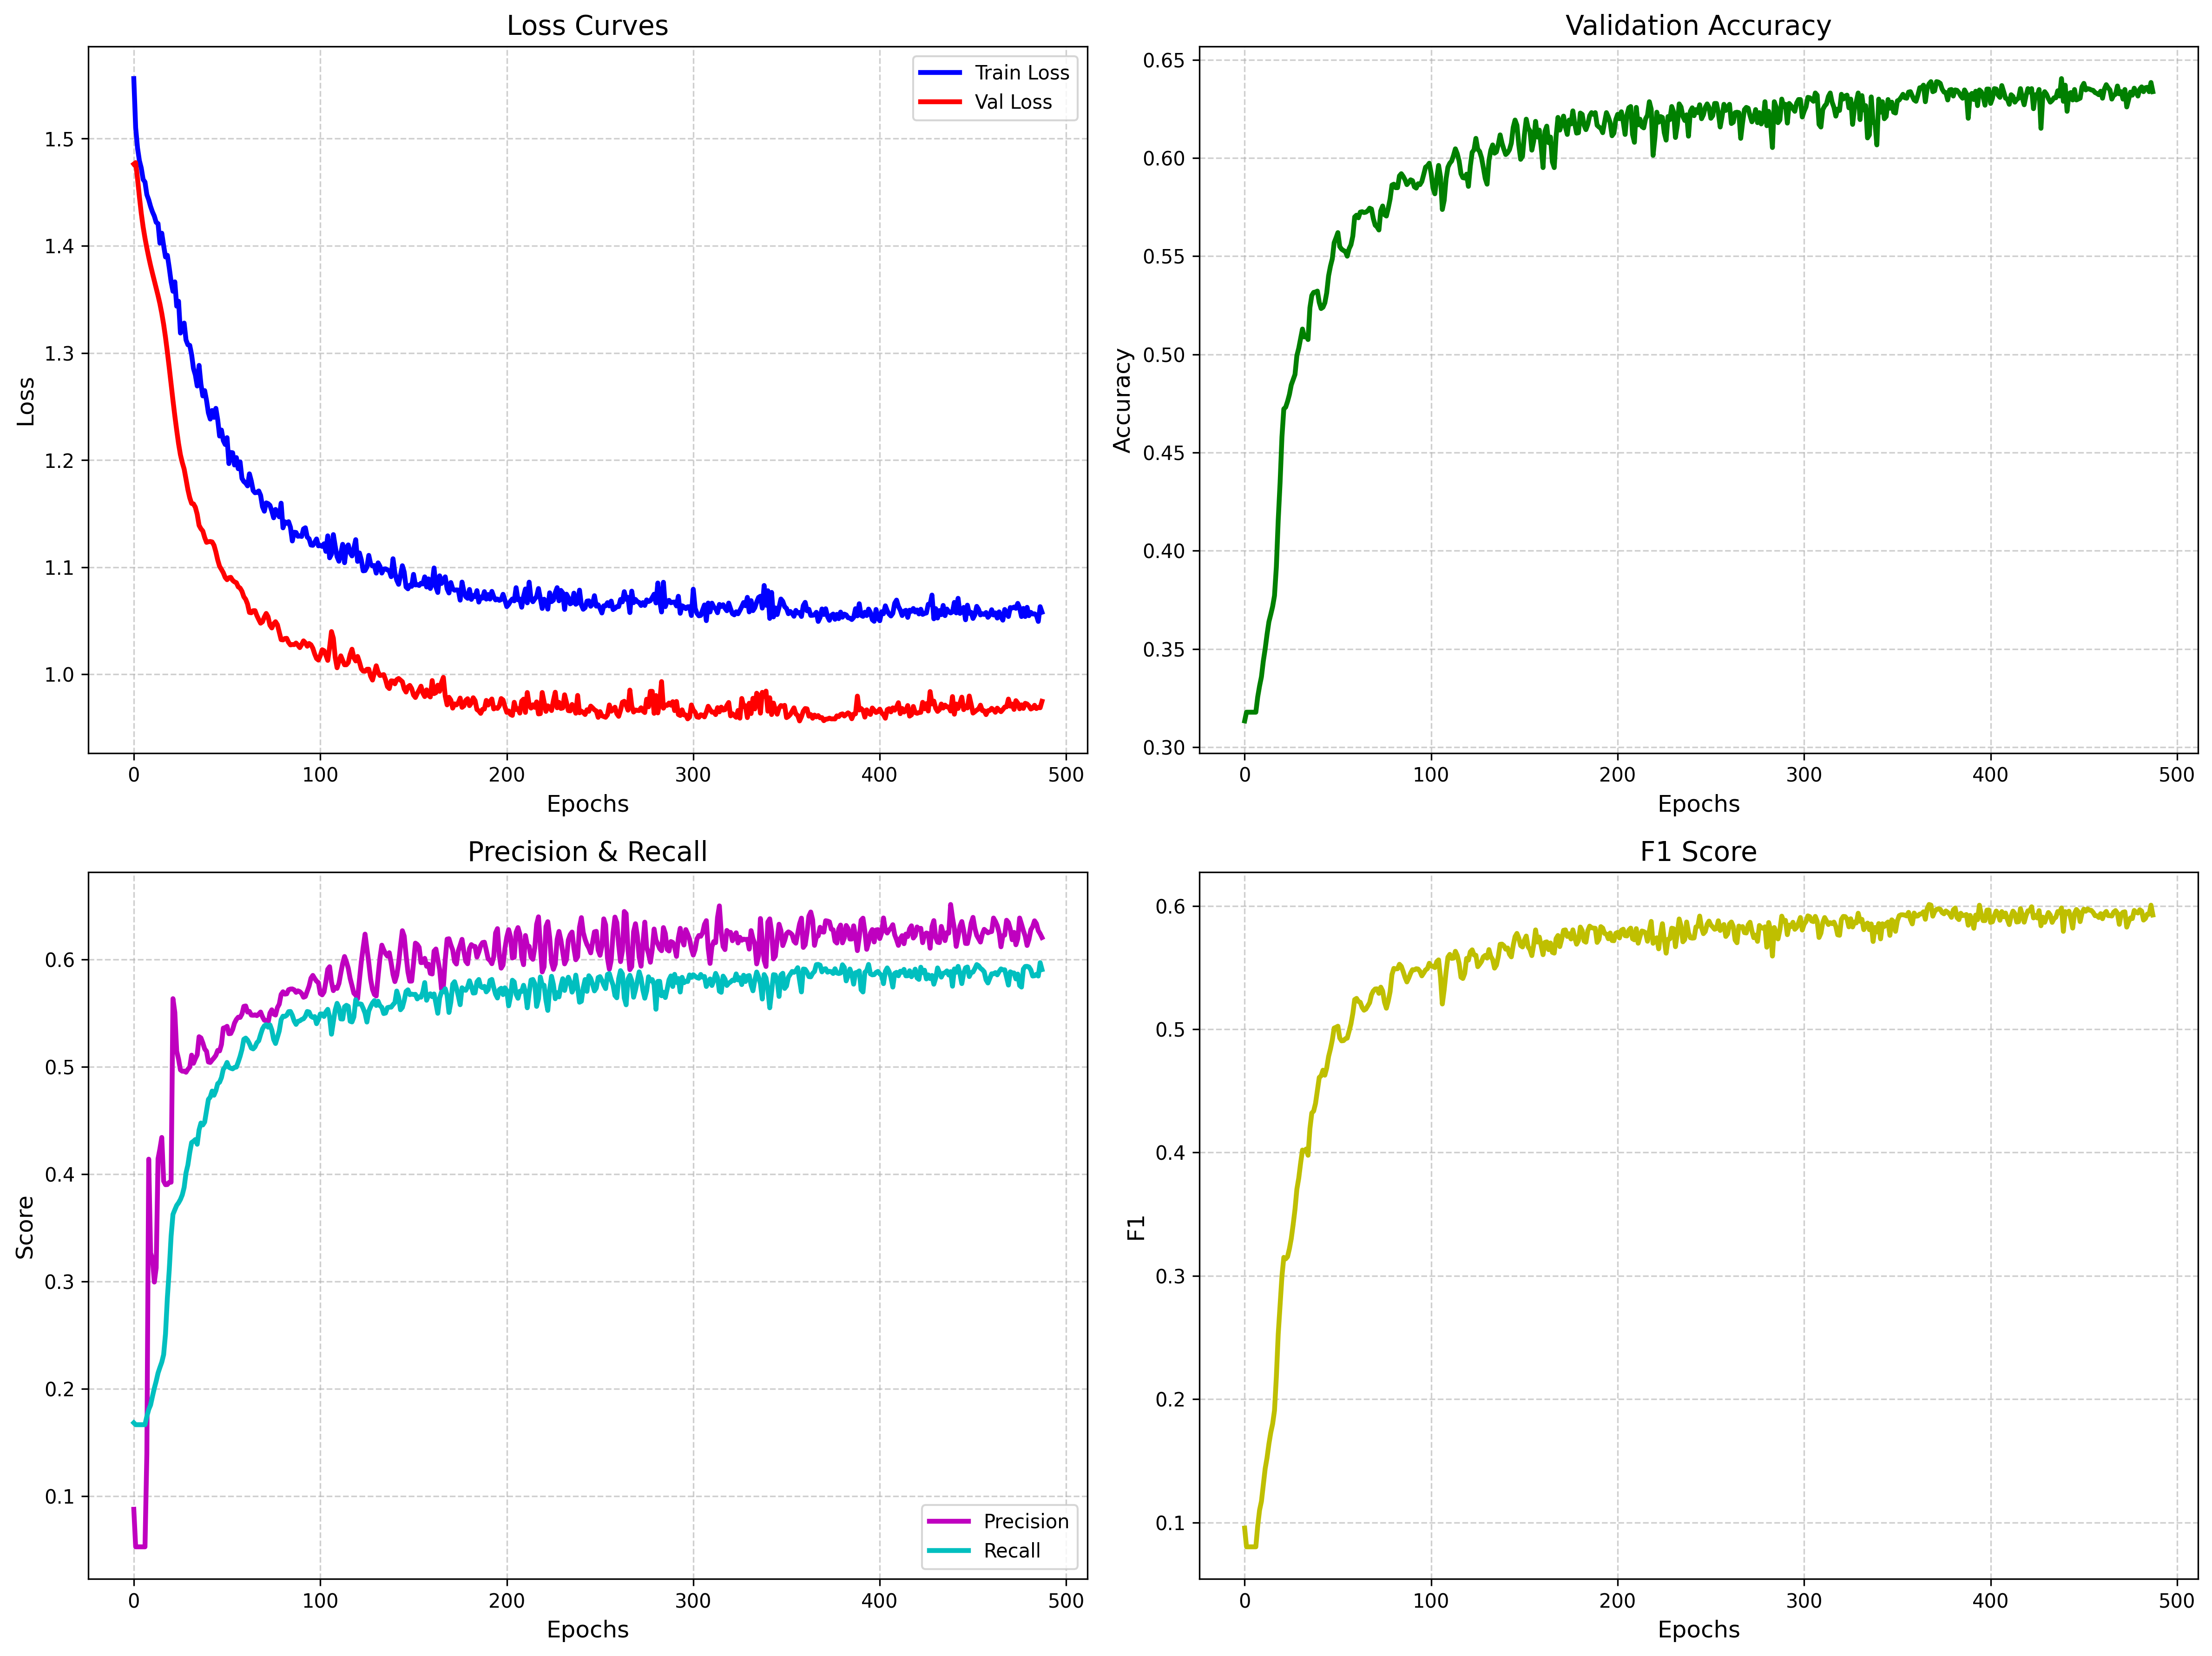 Loss Curves
Train Loss
Val Loss
1.5
1.4
1.3
1.2
1.1
1.0
Loss
0 100 200 300 400 500
Epochs
Validation Accuracy
0.65
0.60
0.55
0.50
0.45
0.40
0.35
0.30
Accuracy
0 100 200 300 400 500
Epochs
Precision & Recall
0.6
0.5
0.4
0.3
0.2
0.1
Score
Precision
Recall
0 100 200 300 400 500
Epochs
F1 Score
0.6
0.5
0.4
0.3
0.2
0.1
F1
0 100 200 300 400 500
Epochs